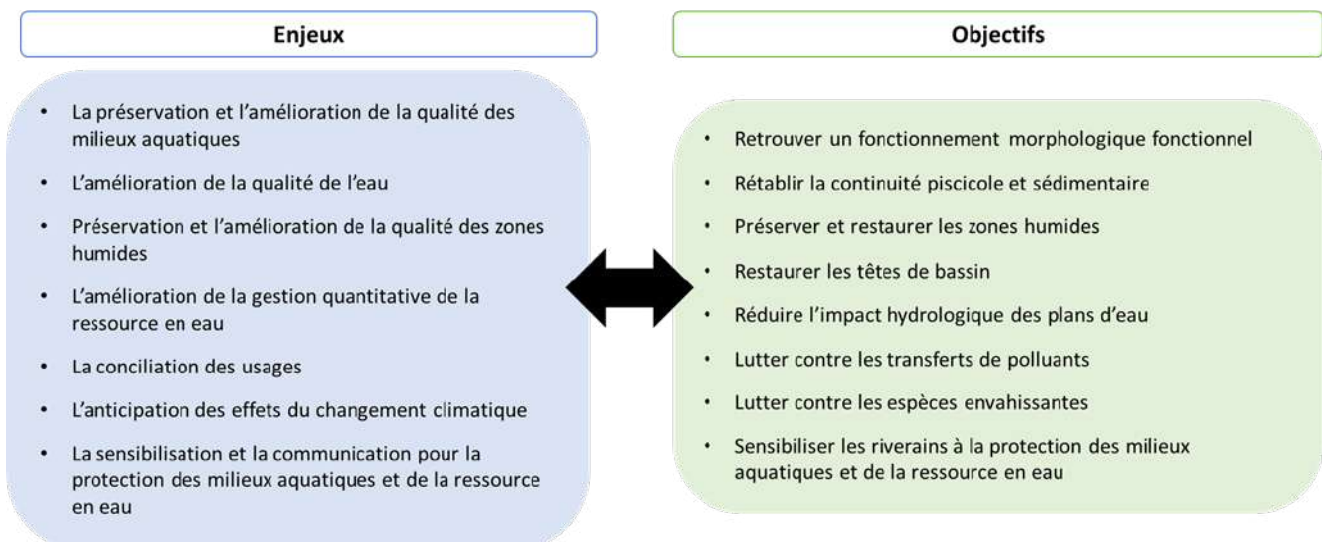 Enjeux
• La préservation et l'amélioration de la qualité des
milieux aquatiques
• L'amélioration de la qualité de l'eau
• Préservation et l'amélioration de la qualité des zones
humides
• L'amélioration de la gestion quantitative de la
ressource en eau
• La conciliation des usages
• L'anticipation des effets du changement climatique
• La sensibilisation et la communication pour la
protection des milieux aquatiques et de la ressource
en eau
Objectifs
• Retrouver un fonctionnement morphologique fonctionnel
• Rétablir la continuité piscicole et sédimentaire
• Préserver et restaurer les zones humides
• Restaurer les têtes de bassin
• Réduire l'impact hydrologique des plans d'eau
• Lutter contre les transferts de polluants
• Lutter contre les espèces envahissantes
• Sensibiliser les riverains à la protection des milieux
aquatiques et de la ressource en eau